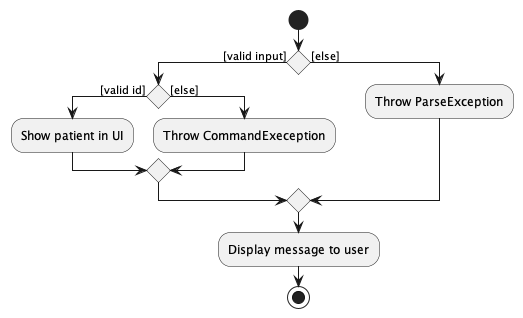 [valid input]
[else]
[valid id]
[else]
Throw ParseException
Show patient in UI
Throw CommandExeception
Display message to user